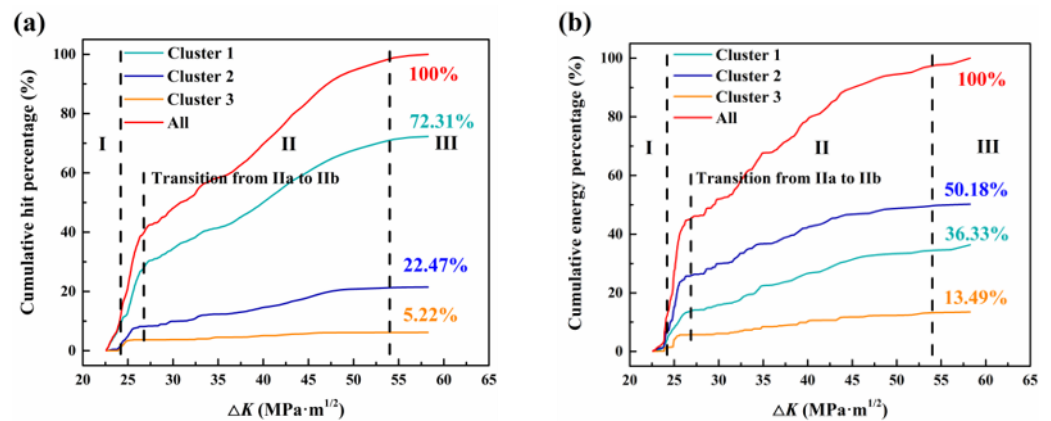 (a)
Cumulative hit percentage (%)
100
80
60
40
20
0
Cluster 1
Cluster 2
Cluster 3
All
100%
72.31%
I
II
III
Transition from IIa to IIb
22.47%
5.22%
20 25 30 35 40 45 50 55 60 65
△K (MPa·m^1/2)
(b)
Cumulative energy percentage (%)
100
80
60
40
20
0
Cluster 1
Cluster 2
Cluster 3
All
100%
I
II
III
Transition from IIa to IIb
50.18%
36.33%
13.49%
20 25 30 35 40 45 50 55 60 65
△K (MPa·m^1/2)